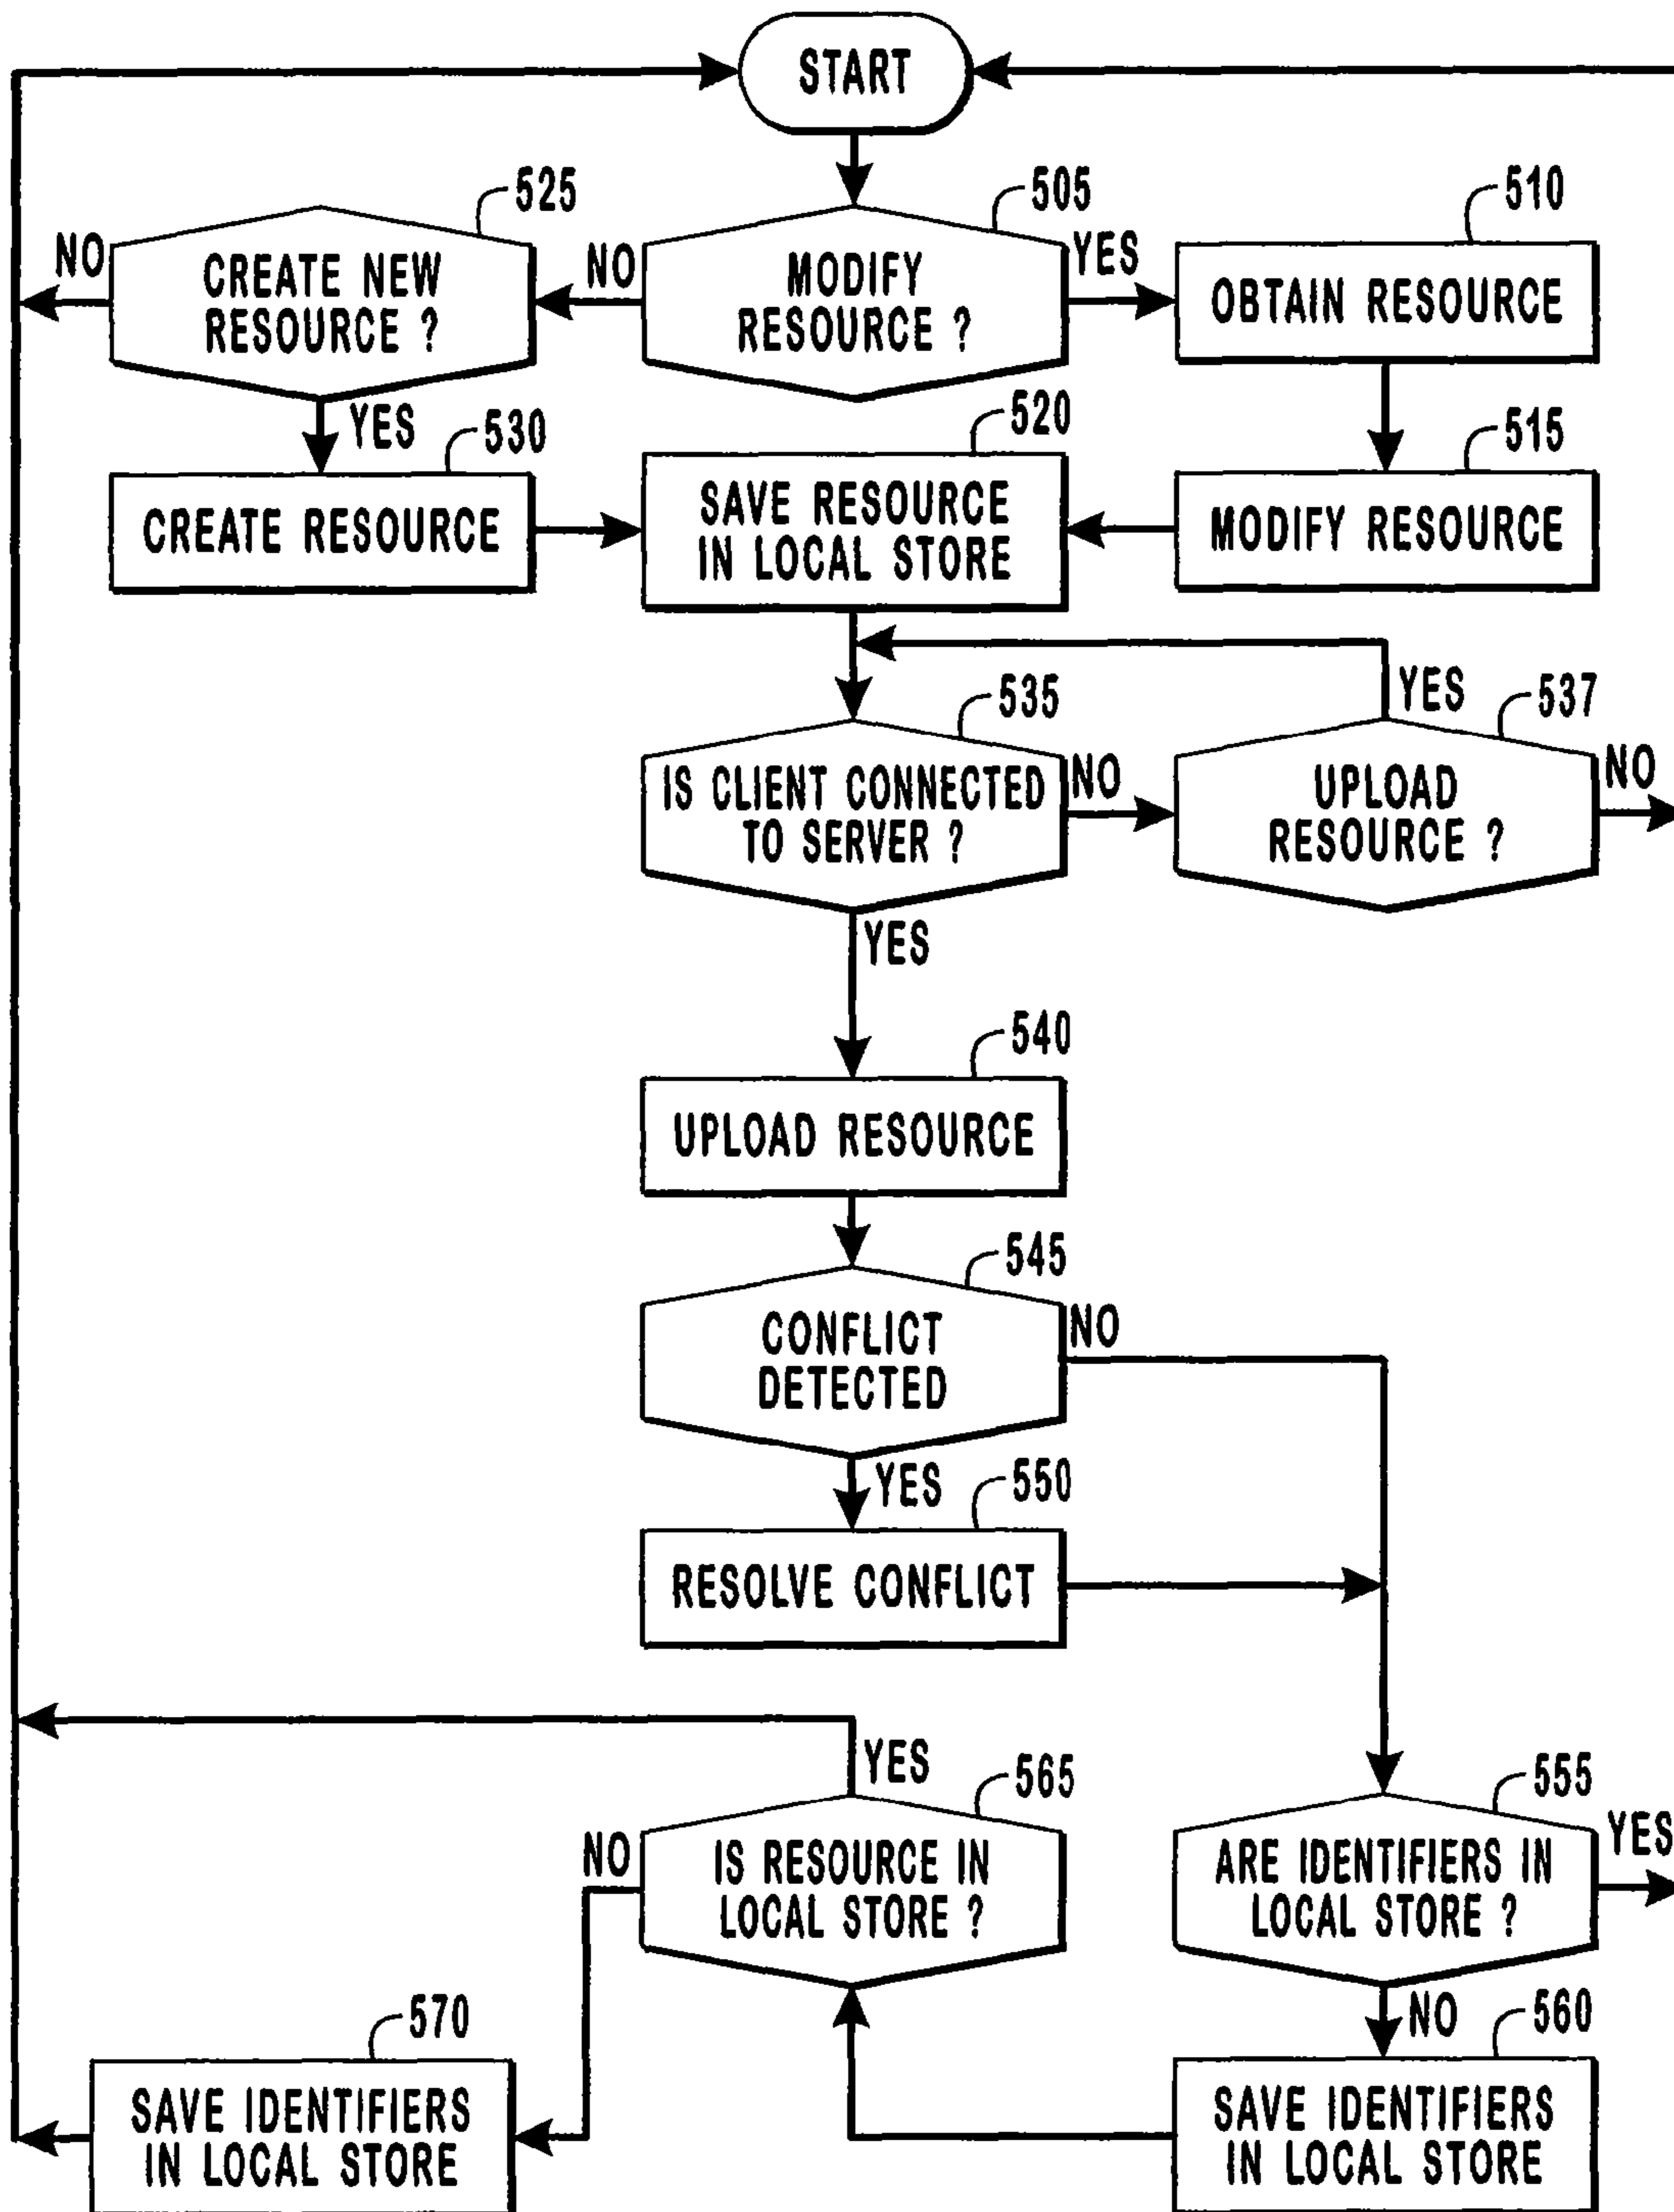 START
525
505
510
NO
CREATE NEW
RESOURCE ?
NO
MODIFY
RESOURCE ?
YES
OBTAIN RESOURCE
YES
530
520
515
CREATE RESOURCE
SAVE RESOURCE
IN LOCAL STORE
MODIFY RESOURCE
535
YES
537
IS CLIENT CONNECTED
TO SERVER ?
NO
UPLOAD
RESOURCE ?
NO
YES
540
UPLOAD RESOURCE
545
CONFLICT
DETECTED
NO
YES
550
RESOLVE CONFLICT
YES
565
555
NO
IS RESOURCE IN
LOCAL STORE ?
ARE IDENTIFIERS IN
LOCAL STORE ?
YES
570
NO
560
SAVE IDENTIFIERS
IN LOCAL STORE
SAVE IDENTIFIERS
IN LOCAL STORE